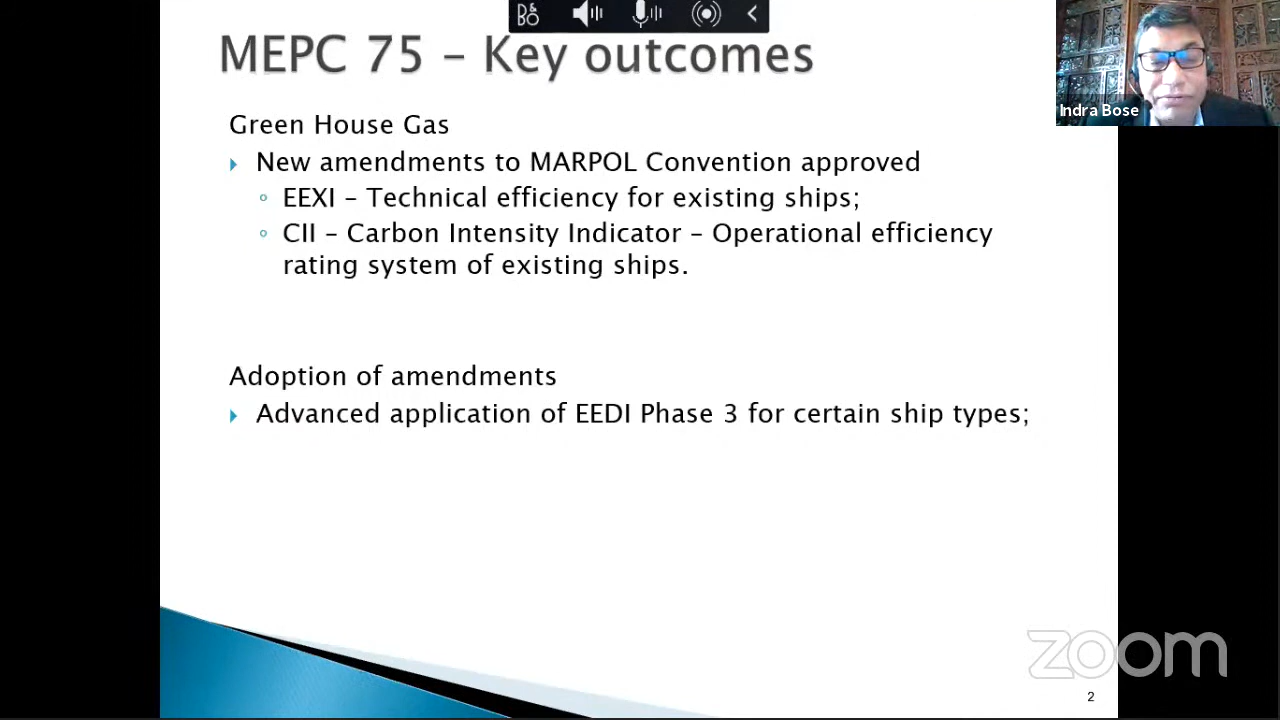 MEPC 75 – Key outcomes
Indra Bose
Green House Gas
New amendments to MARPOL Convention approved
EEXI – Technical efficiency for existing ships;
CII – Carbon Intensity Indicator – Operational efficiency
rating system of existing ships.
Adoption of amendments
Advanced application of EEDI Phase 3 for certain ship types;
zoom
2